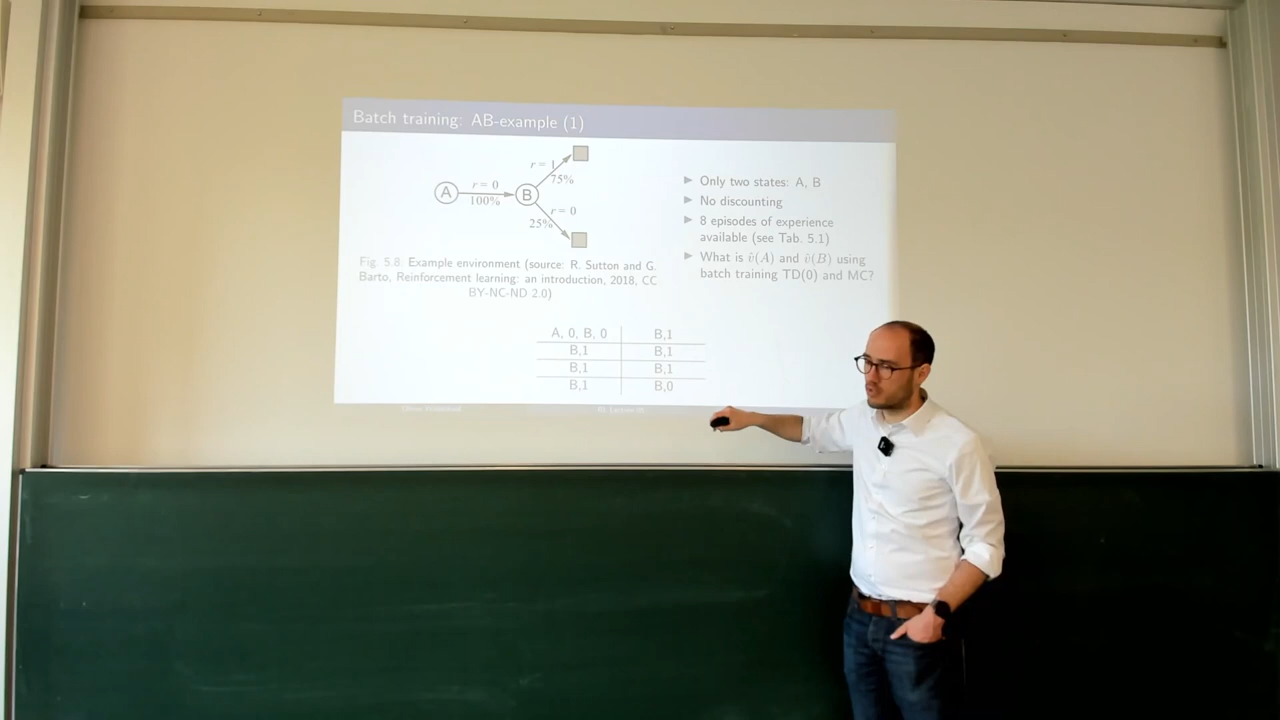 Batch training: AB-example (1)
r = 1
75%
A
r = 0
100%
B
r = 0
25%
Fig. 5.8: Example environment (source: R. Sutton and G.
Barto, Reinforcement learning: an introduction, 2018, CC
BY-NC-ND 2.0)
▶ Only two states: A, B
▶ No discounting
▶ 8 episodes of experience
available (see Tab. 5.1)
▶ What is v̂(A) and v̂(B) using
batch training TD(0) and MC?
A, 0, B, 0 B,1
B,1 B,1
B,1 B,1
B,1 B,0